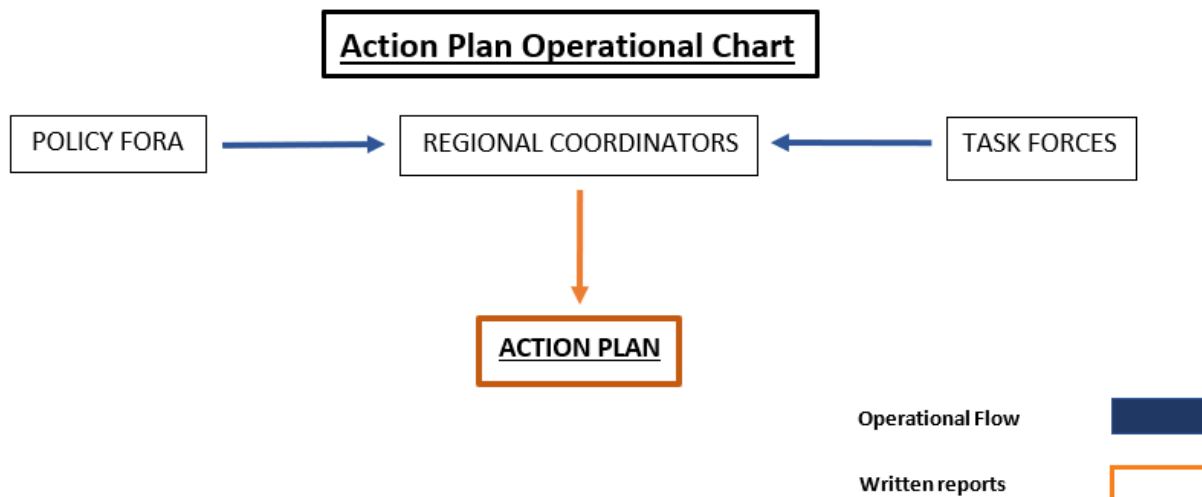 Action Plan Operational Chart
POLICY FORA
REGIONAL COORDINATORS
TASK FORCES
ACTION PLAN
Operational Flow
Written reports